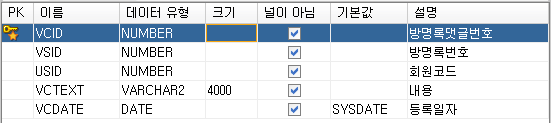 PK 이름 데이터 유형 크기 널이 아님 기본값 설명
VCID NUMBER 방명록댓글번호
VSID NUMBER 방명록번호
USID NUMBER 회원코드
VCTEXT VARCHAR2 4000 내용
VCDATE DATE SYSDATE 등록일자